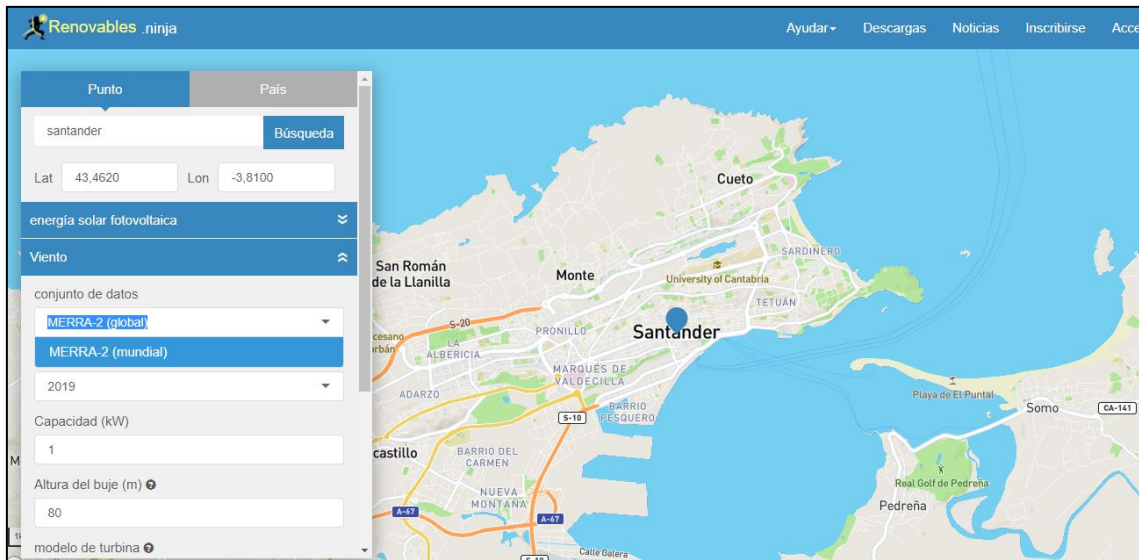 Renovables .ninja
Ayudar
Descargas
Noticias
Inscribirse
Acce
Punto
País
santander
Búsqueda
Lat
43,4620
Lon
-3,8100
energía solar fotovoltaica
Viento
conjunto de datos
MERRA-2 (global)
MERRA-2 (mundial)
2019
Capacidad (kW)
1
Altura del buje (m)
80
modelo de turbina
Cueto
SARDINERO
San Román
de la Llanilla
Monte
University of Cantabria
TETUÁN
S-20
PRONILLO
Santander
LA
ALBERICIA
MARQUÉS DE
VALDECILLA
ADARZO
BARRIO
PESQUERO
S-10
Playa de El Puntal
Somo
CA-141
castillo
BARRIO DEL
CARMEN
Real Golf
de Pedreña
NUEVA
MONTAÑA
Pedreña
A-67
A-67
Calle Galera
S-10